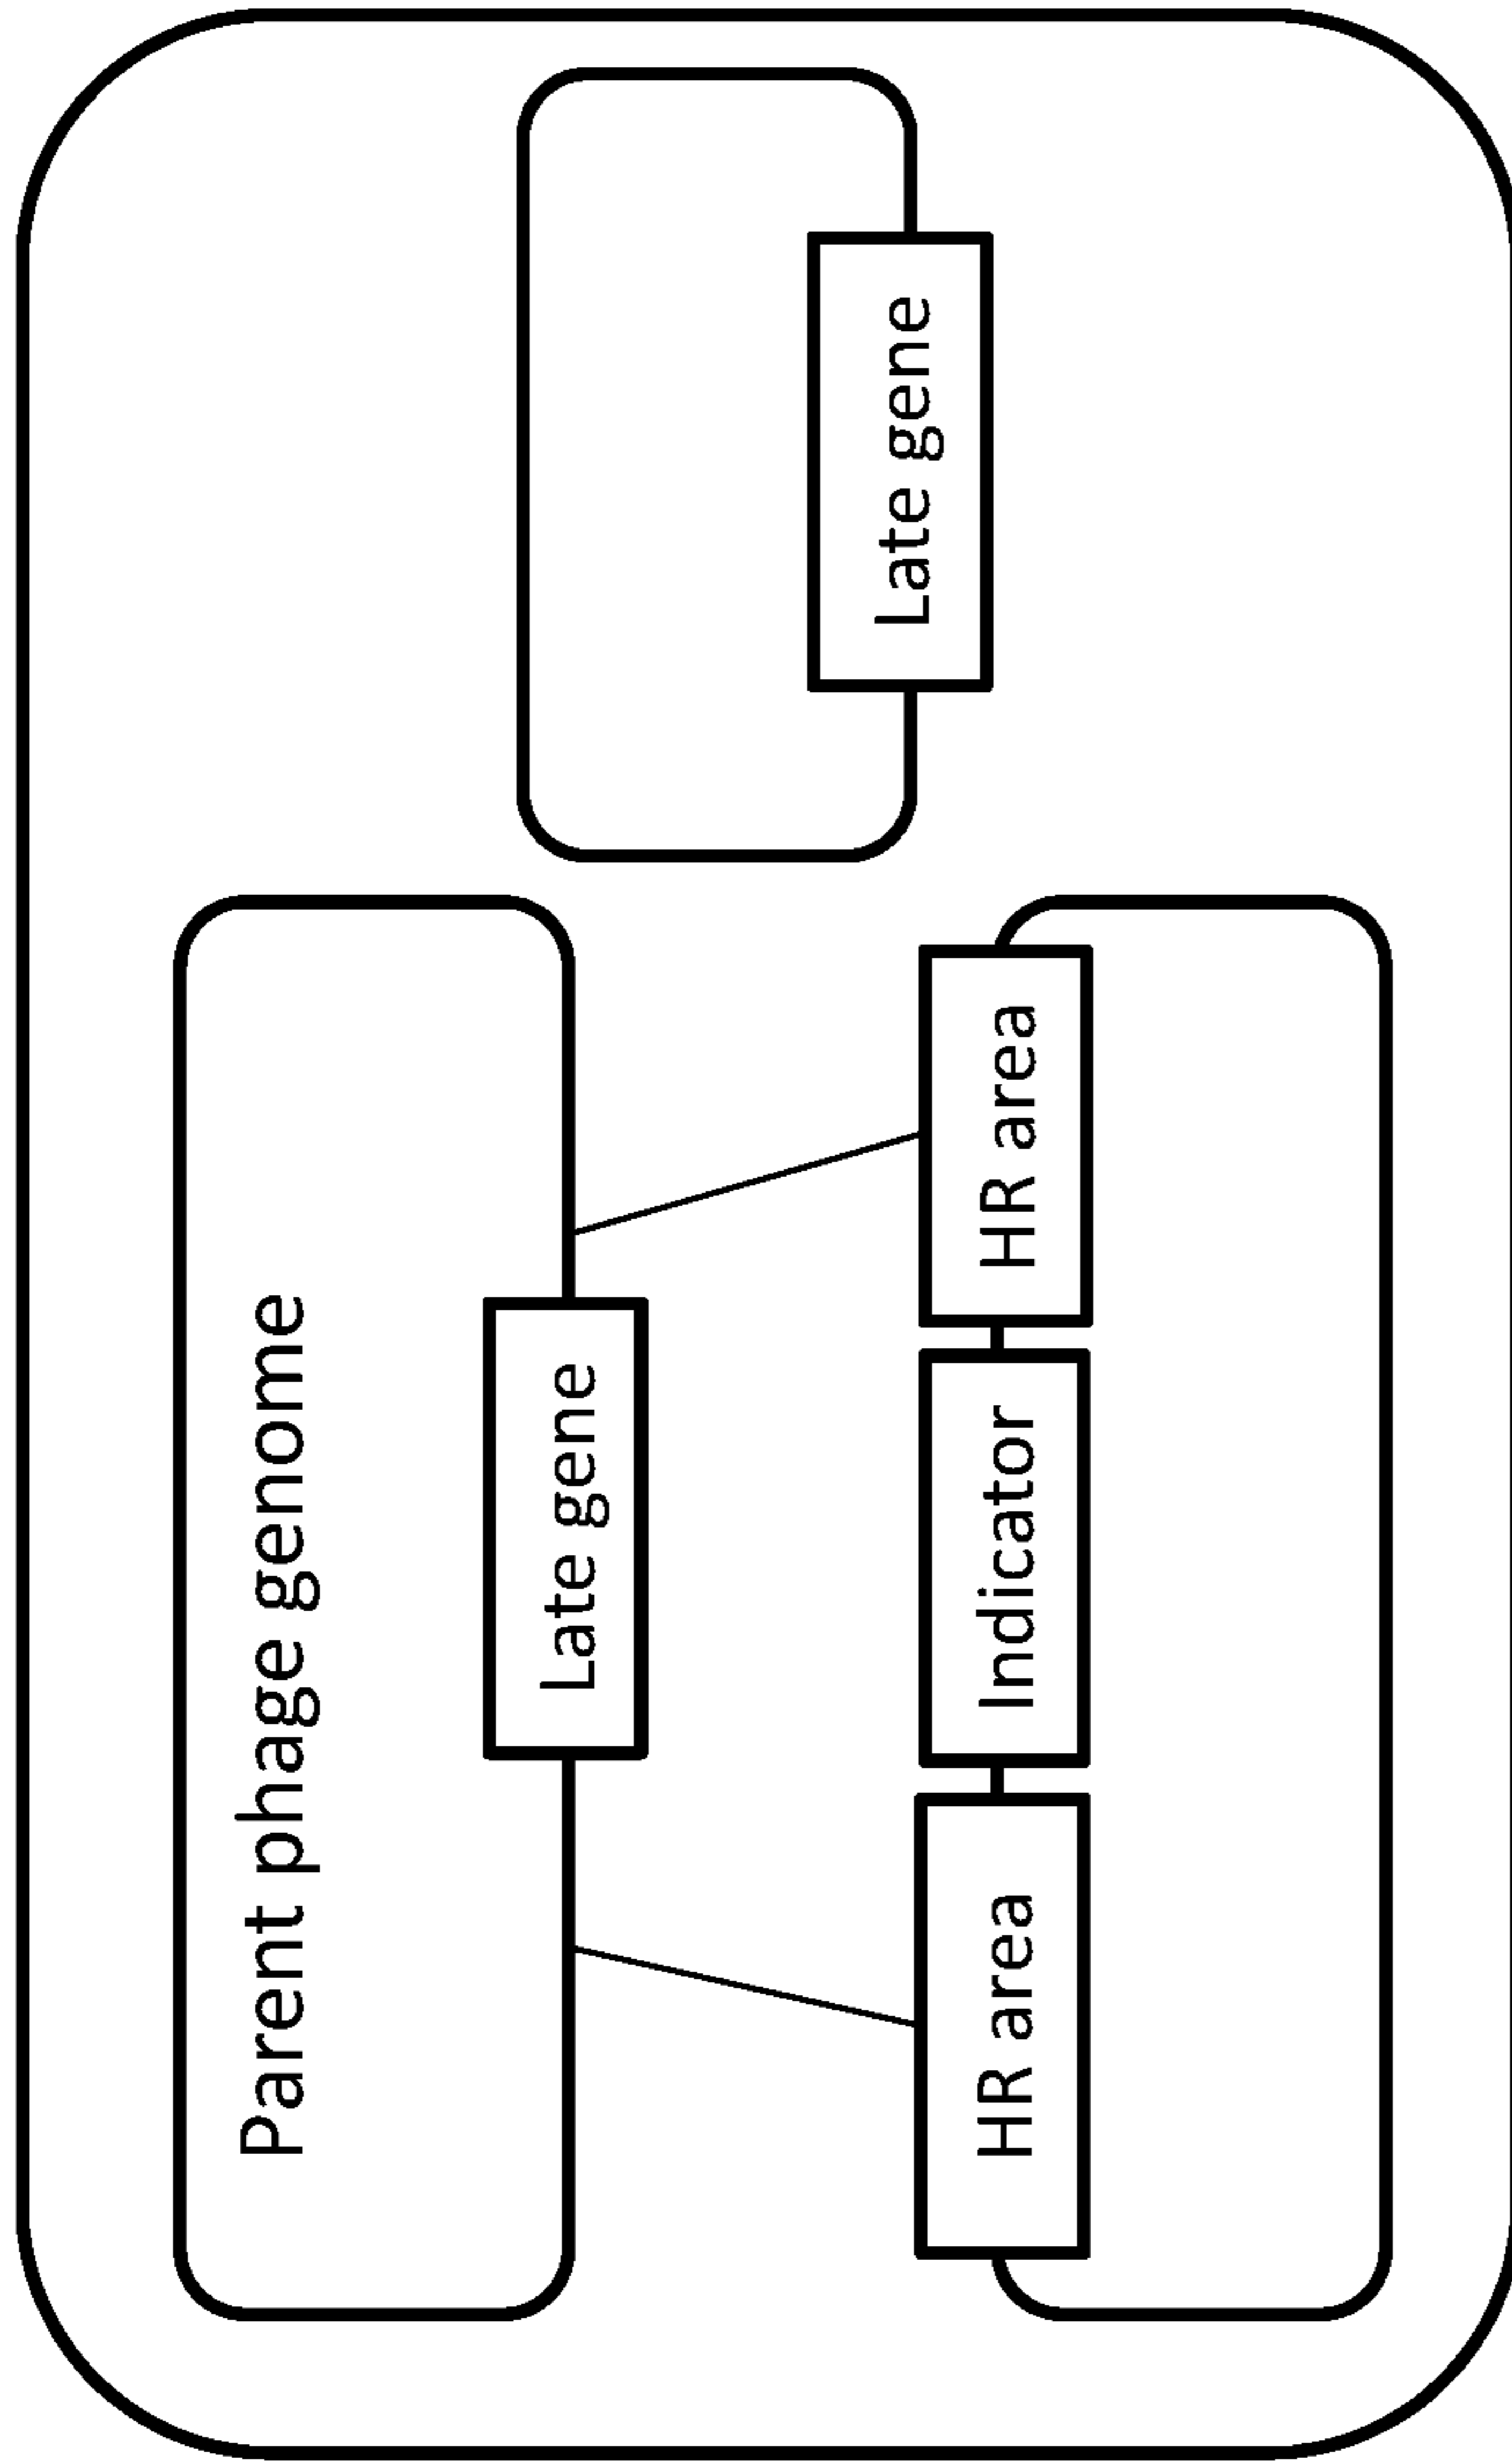 Parent phage genome
Late gene
HR area
Indicator
HR area
Late gene